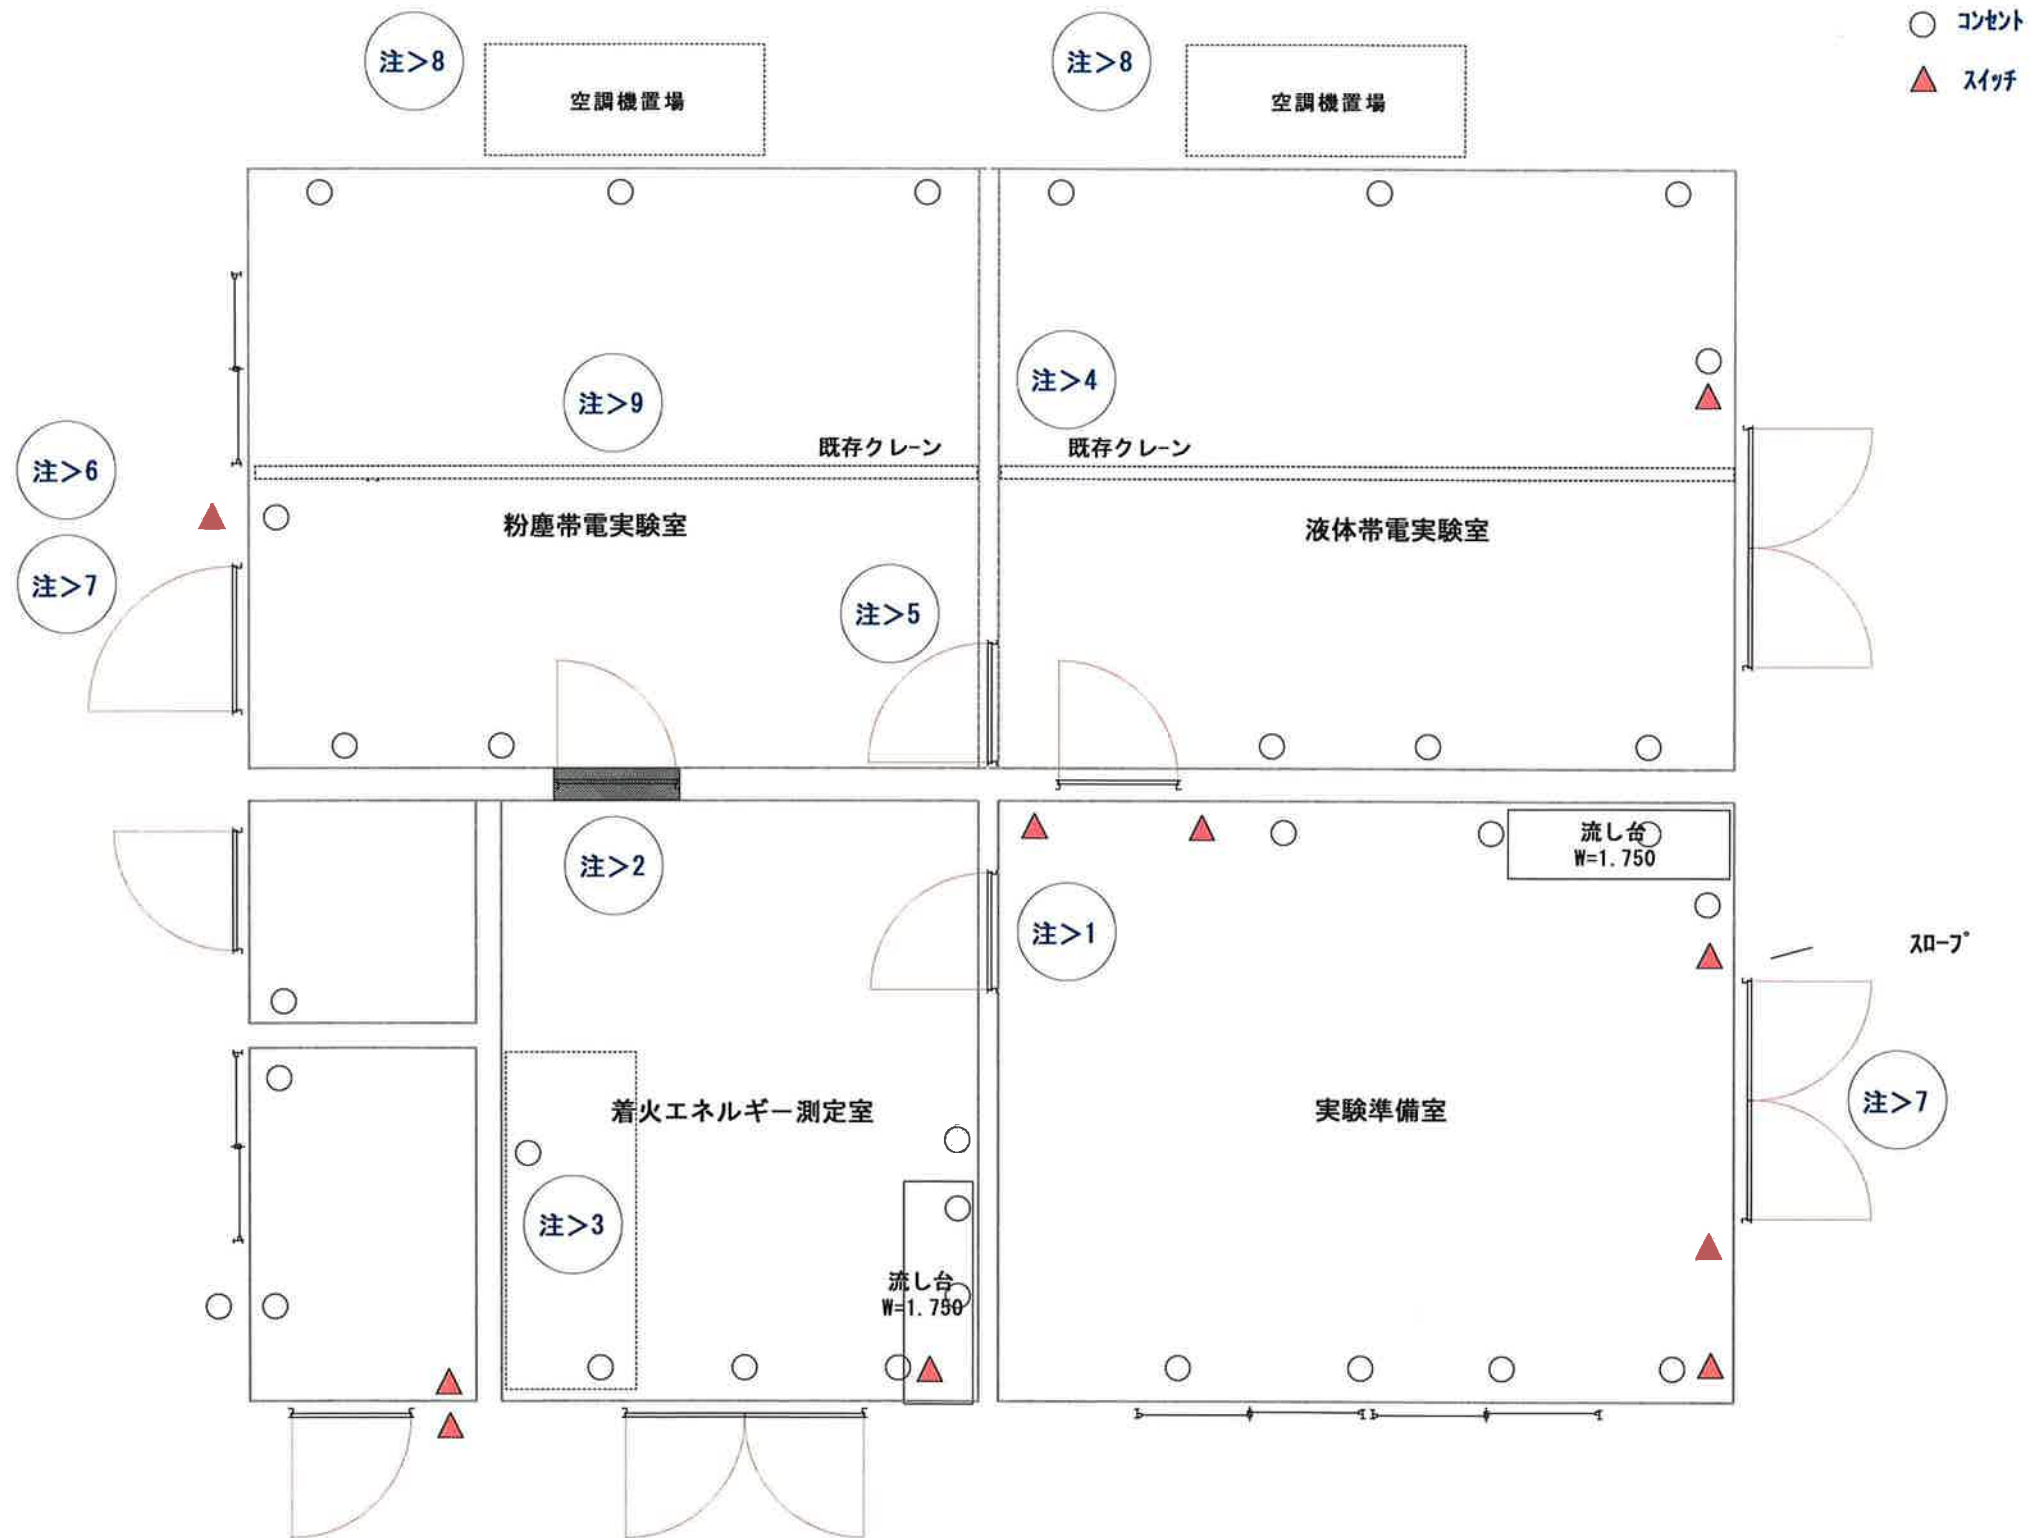 コンセント
スイッチ
注>8
空調機置場
注>8
空調機置場
注>9
注>4
既存クレーン
既存クレーン
注>6
粉塵帯電実験室
液体帯電実験室
注>7
注>5
注>2
流し台
W=1.750
注>1
スロープ
着火エネルギー測定室
実験準備室
注>7
注>3
流し台
W=1.750